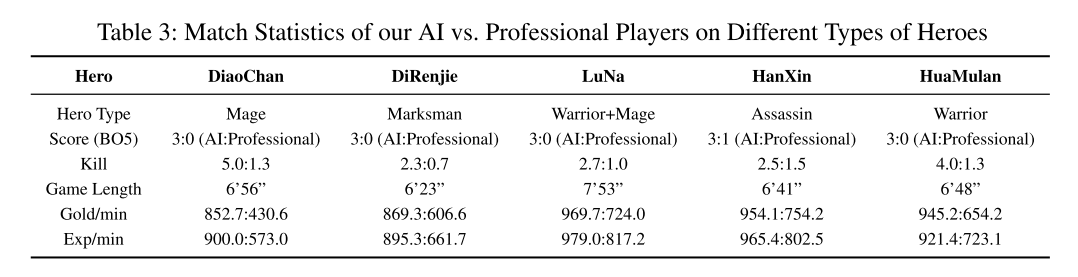 Table 3: Match Statistics of our AI vs. Professional Players on Different Types of Heroes
Hero DiaoChan DiRenjie LuNa HanXin HuaMulan
Hero Type Mage Marksman Warrior+Mage Assassin Warrior
Score (BO5) 3:0 (AI:Professional) 3:0 (AI:Professional) 3:0 (AI:Professional) 3:1 (AI:Professional) 3:0 (AI:Professional)
Kill 5.0:1.3 2.3:0.7 2.7:1.0 2.5:1.5 4.0:1.3
Game Length 6’56” 6’23” 7’53” 6’41” 6’48”
Gold/min 852.7:430.6 869.3:606.6 969.7:724.0 954.1:754.2 945.2:654.2
Exp/min 900.0:573.0 895.3:661.7 979.0:817.2 965.4:802.5 921.4:723.1